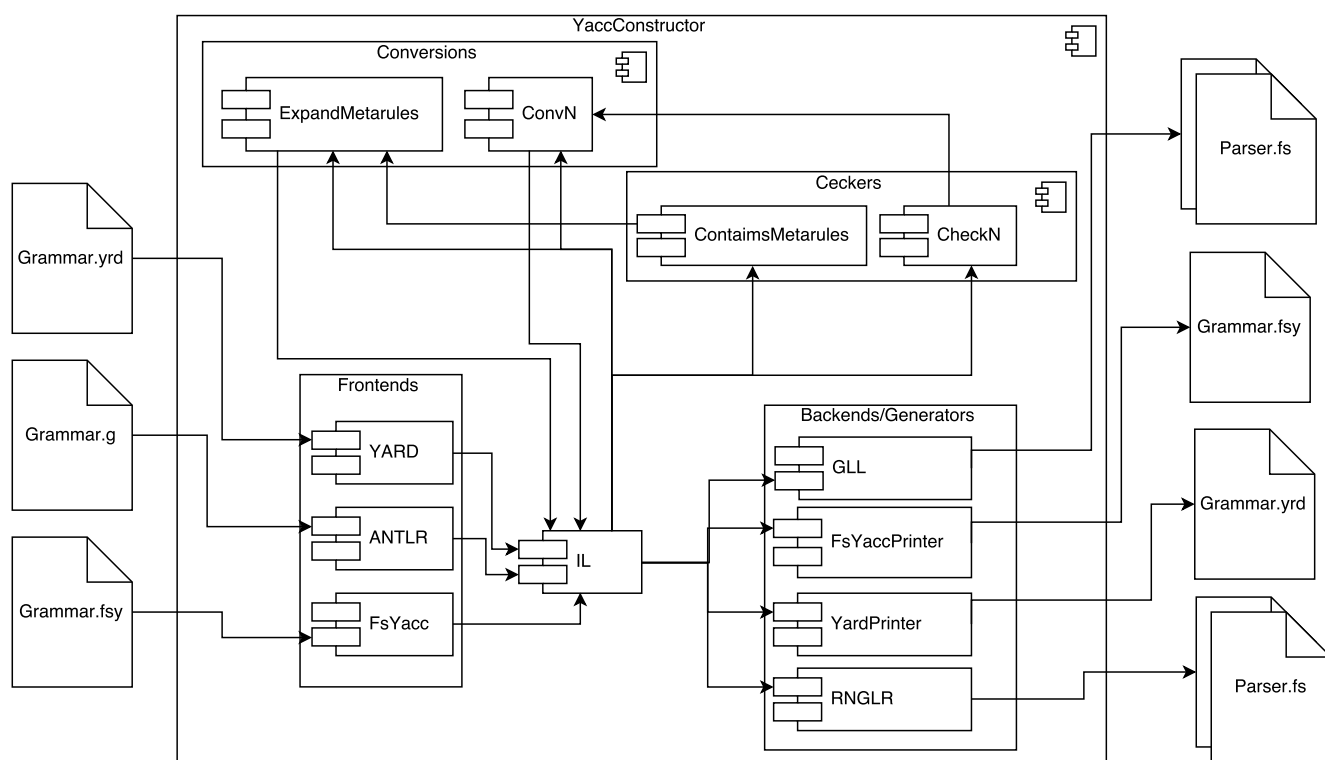 YaccConstructor
Conversions
ExpandMetarules
ConvN
Ceckers
ContaimsMetarules
CheckN
Grammar.yrd
Grammar.g
Grammar.fsy
Frontends
YARD
ANTLR
FsYacc
IL
Backends/Generators
GLL
FsYaccPrinter
YardPrinter
RNGLR
Parser.fs
Grammar.fsy
Grammar.yrd
Parser.fs